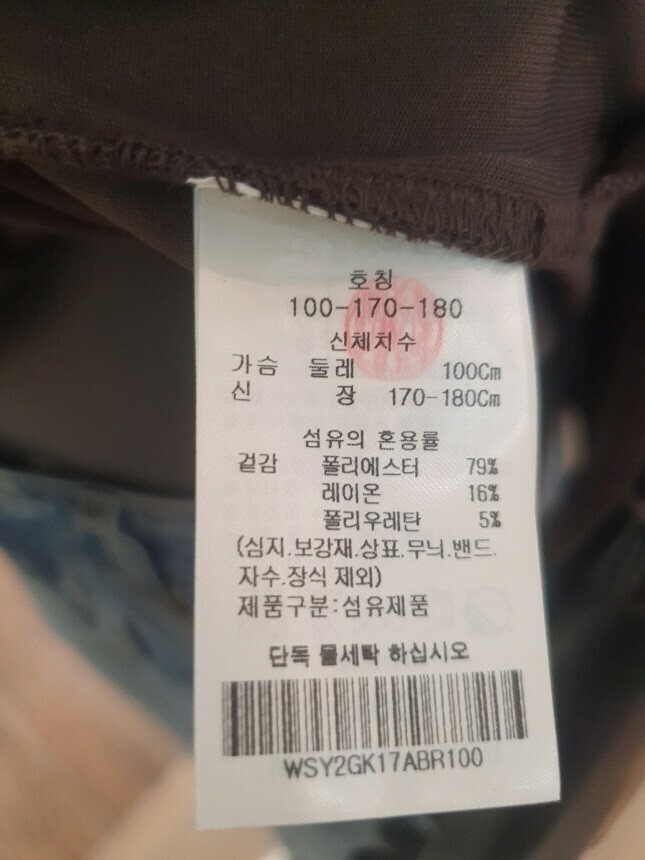 호칭
100-170-180
신체치수
가슴 둘레 100Cm
신 장 170-180Cm
섬유의 혼용률
겉감 폴리에스터 79%
레이온 16%
폴리우레탄 5%
(심지.보강재.상표.무늬.밴드.
자수.장식 제외)
제품구분:섬유제품
단독 물세탁 하십시오
WSY2GK17ABR100